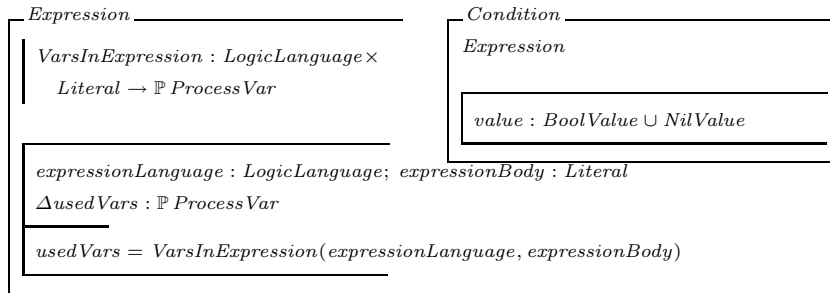 Expression
VarsInExpression : LogicLanguage×
Literal → ℙ ProcessVar
expressionLanguage : LogicLanguage; expressionBody : Literal
ΔusedVars : ℙ ProcessVar
usedVars = VarsInExpression(expressionLanguage, expressionBody)
Condition
Expression
value : BoolValue ∪ NilValue